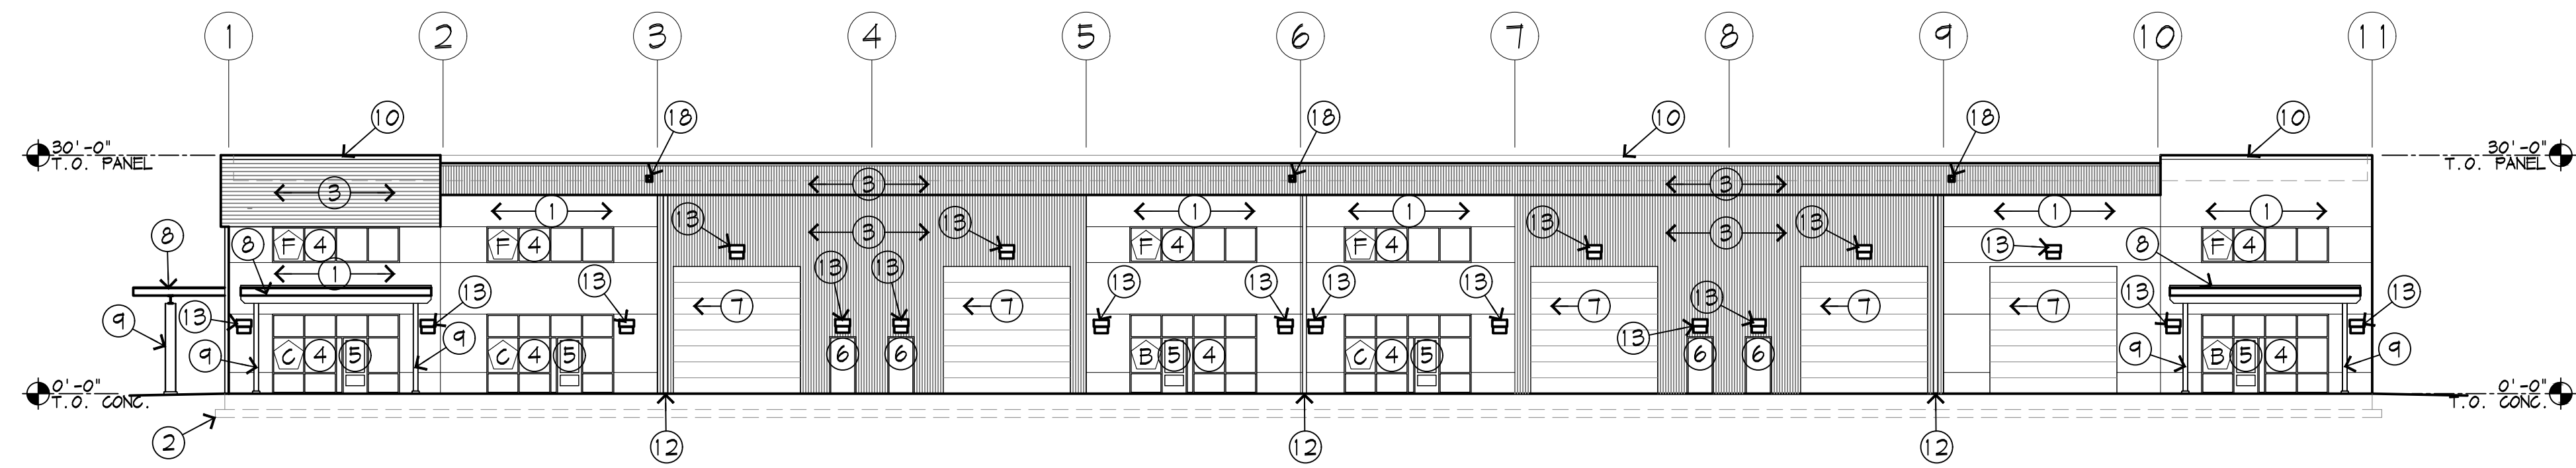 1 2 3 4 5 6 7 8 9 10 11
10 18 18 10 18 10
30'-0" 30'-0"
T.O. PANEL T.O. PANEL
3 3 3
1 1 1 1 1
13 3 13 13 3 13
8 8 F 4 F 4 F 4 F 4 13 8 F 4
1 13 13 13
13 13 13 13 13 13 13 13 13
9 13 7 7 7 7 7 13
9 9 13 9 9
C 4 5 C 4 5 6 6 B 5 4 C 4 5 6 6 B 5 4
0'-0" 0'-0"
T.O. CONC. T.O. CONC.
2 12 12 12